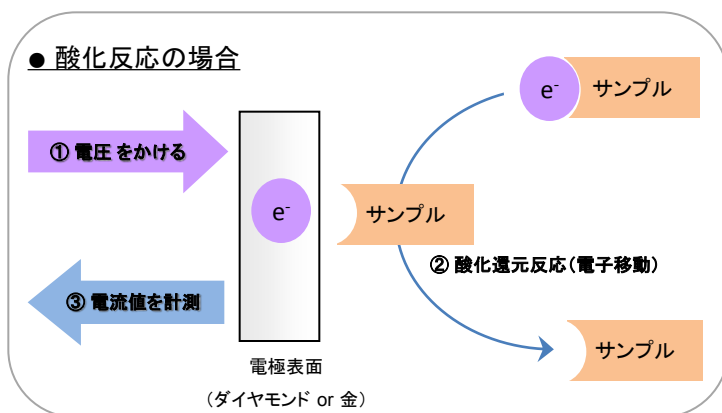 ● 酸化反応の場合
e⁻ サンプル
① 電圧 をかける
e⁻ サンプル
② 酸化還元反応(電子移動)
③ 電流値を計測
サンプル
電極表面
(ダイヤモンド or 金)